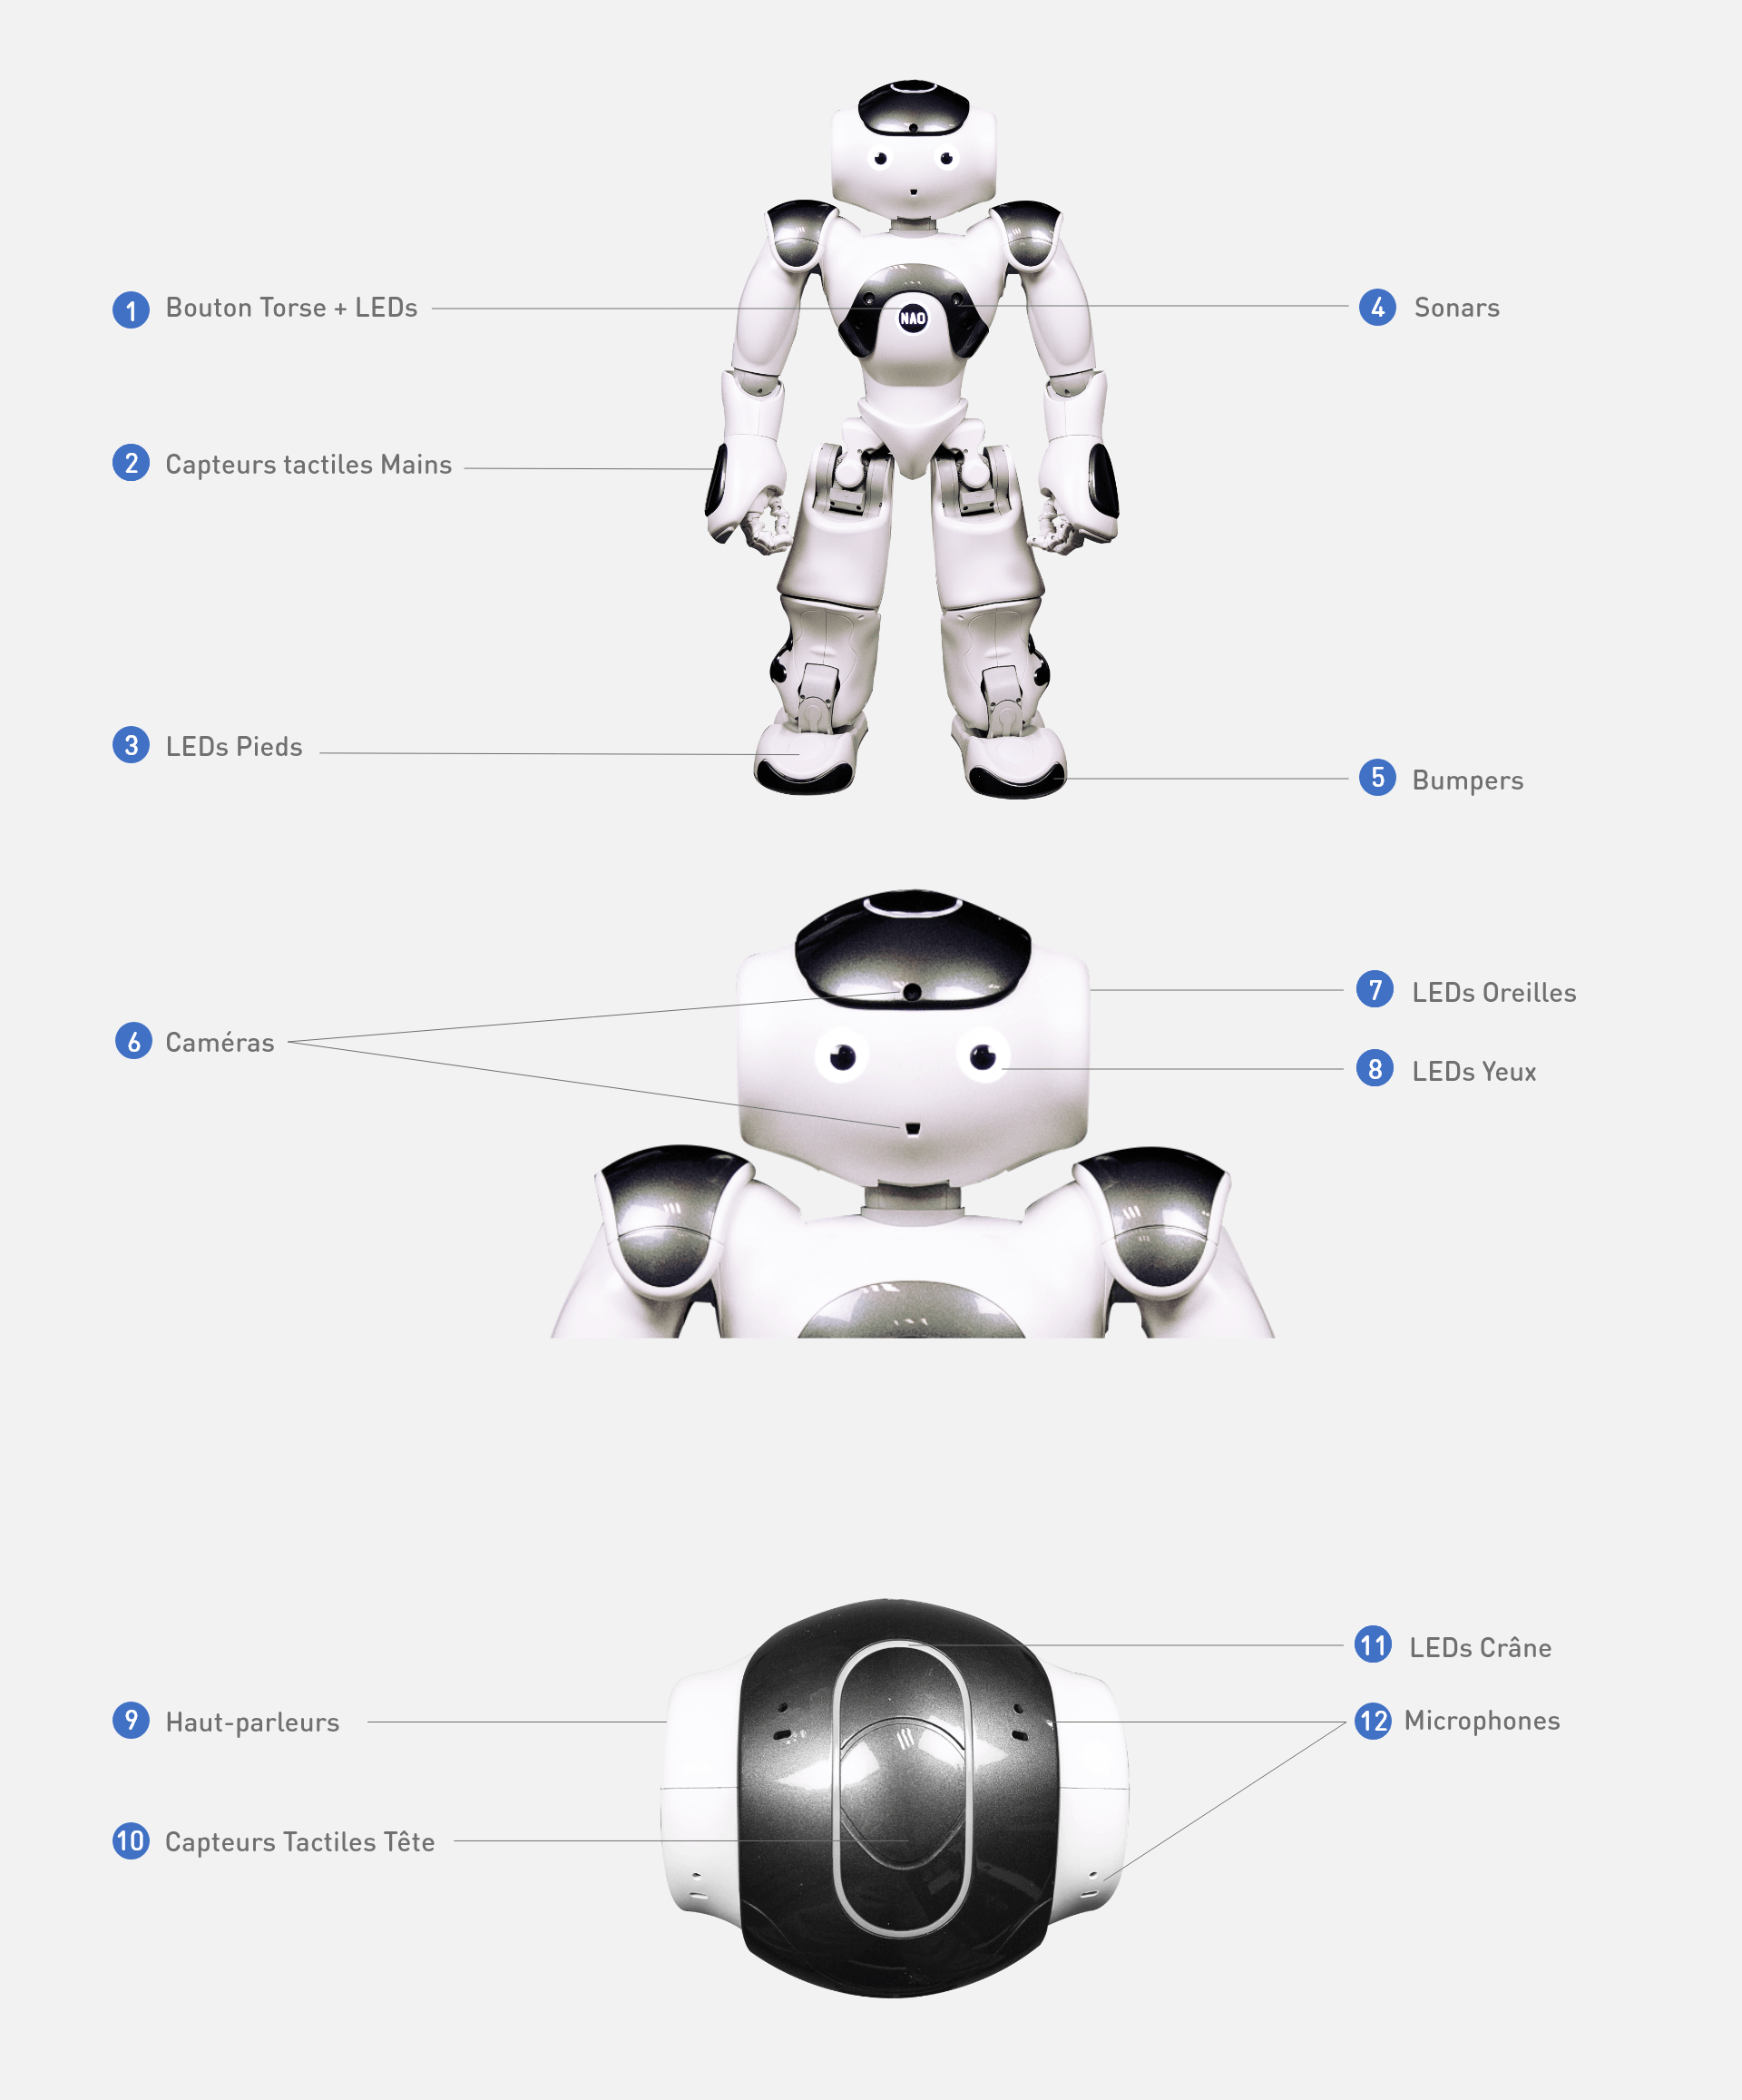 NAO
1 Bouton Torse + LEDs
4 Sonars
2 Capteurs tactiles Mains
3 LEDs Pieds
5 Bumpers
6 Caméras
7 LEDs Oreilles
8 LEDs Yeux
11 LEDs Crâne
9 Haut-parleurs
12 Microphones
10 Capteurs Tactiles Tête